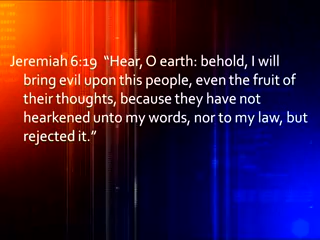 Jeremiah 6:19  “Hear, O earth: behold, I will
bring evil upon this people, even the fruit of
their thoughts, because they have not
hearkened unto my words, nor to my law, but
rejected it.”